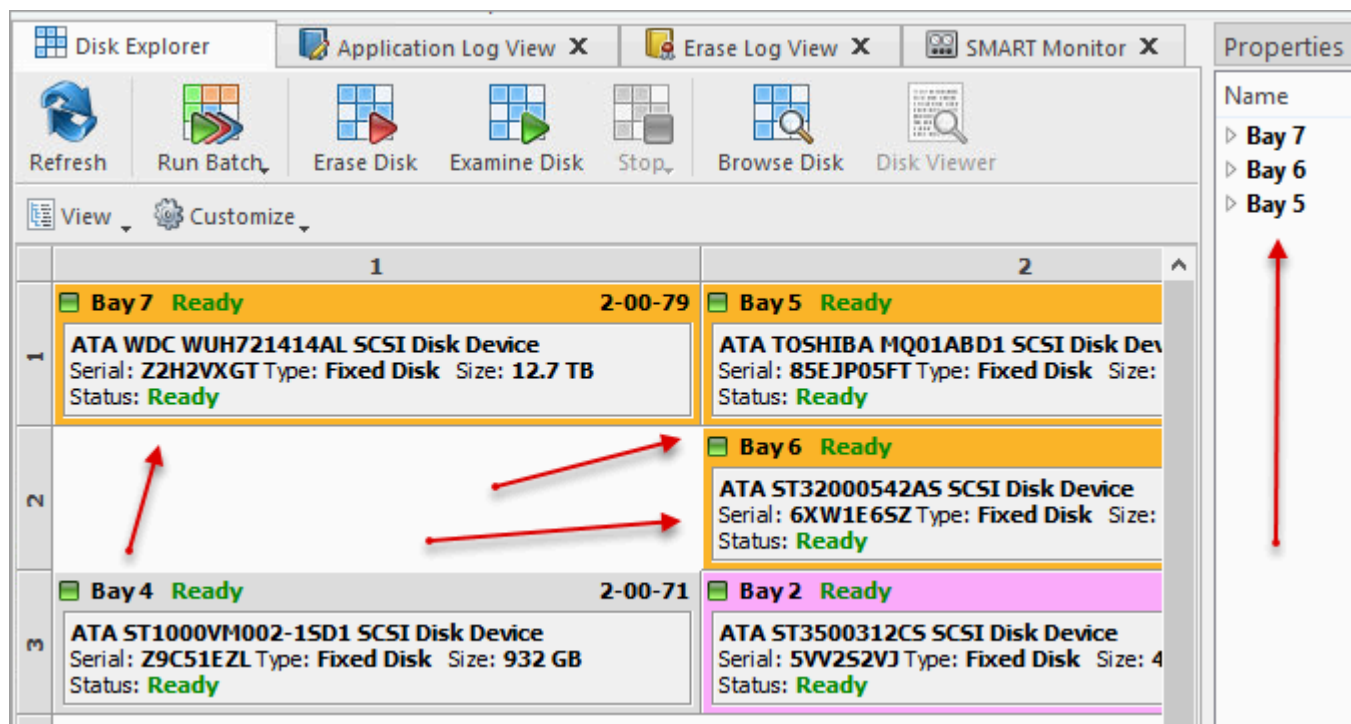 Disk Explorer
Application Log View X
Erase Log View X
SMART Monitor X
Properties
Refresh
Run Batch
Erase Disk
Examine Disk
Stop
Browse Disk
Disk Viewer
View
Customize
Name
Bay 7
Bay 6
Bay 5
1
2
1
Bay 7 Ready 2-00-79
ATA WDC WUH721414AL SCSI Disk Device
Serial: Z2H2VXGT Type: Fixed Disk Size: 12.7 TB
Status: Ready
Bay 5 Ready
ATA TOSHIBA MQ01ABD1 SCSI Disk Dev
Serial: 85EJP05FT Type: Fixed Disk Size:
Status: Ready
2
Bay 6 Ready
ATA ST32000542AS SCSI Disk Device
Serial: 6XW1E6SZ Type: Fixed Disk Size:
Status: Ready
3
Bay 4 Ready 2-00-71
ATA ST1000VM002-1SD1 SCSI Disk Device
Serial: Z9C51EZL Type: Fixed Disk Size: 932 GB
Status: Ready
Bay 2 Ready
ATA ST3500312CS SCSI Disk Device
Serial: 5VV2S2VJ Type: Fixed Disk Size: 4
Status: Ready